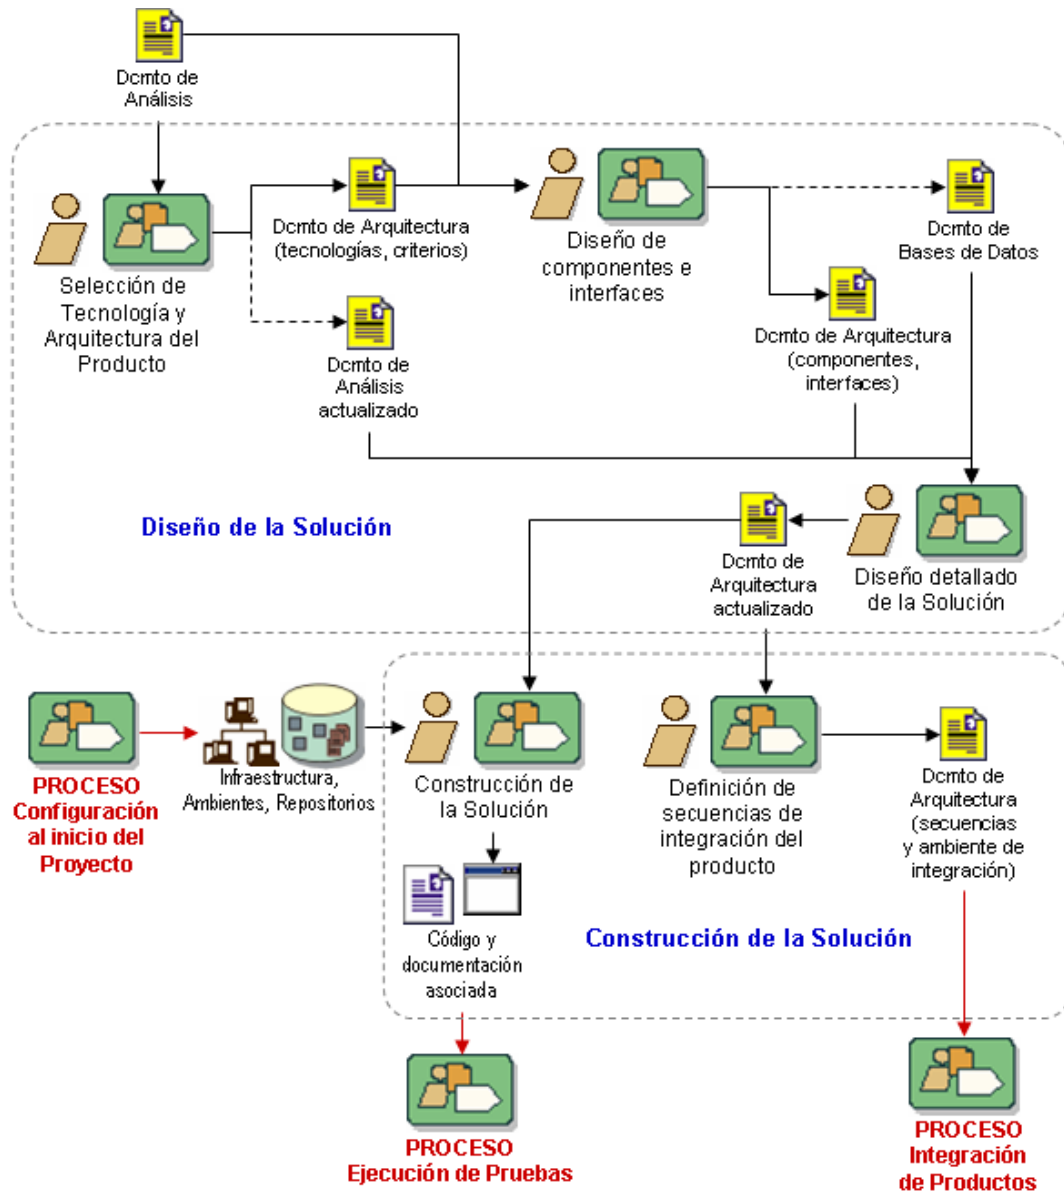 Dcmto de
Análisis
Dcmto de Arquitectura
(tecnologías, criterios)
Selección de
Tecnología y
Arquitectura del
Producto
Dcmto de
Análisis
actualizado
Diseño de
componentes e
interfaces
Dcmto de
Bases de Datos
Dcmto de Arquitectura
(componentes,
interfaces)
Diseño de la Solución
Dcmto de
Arquitectura
actualizado
Diseño detallado
de la Solución
PROCESO
Configuración
al inicio del
Proyecto
Infraestructura,
Ambientes, Repositorios
Construcción de
la Solución
Definición de
secuencias de
integración del
producto
Dcmto de
Arquitectura
(secuencias
y ambiente de
integración)
Código y
documentación
asociada
Construcción de la Solución
PROCESO
Ejecución de Pruebas
PROCESO
Integración
de Productos